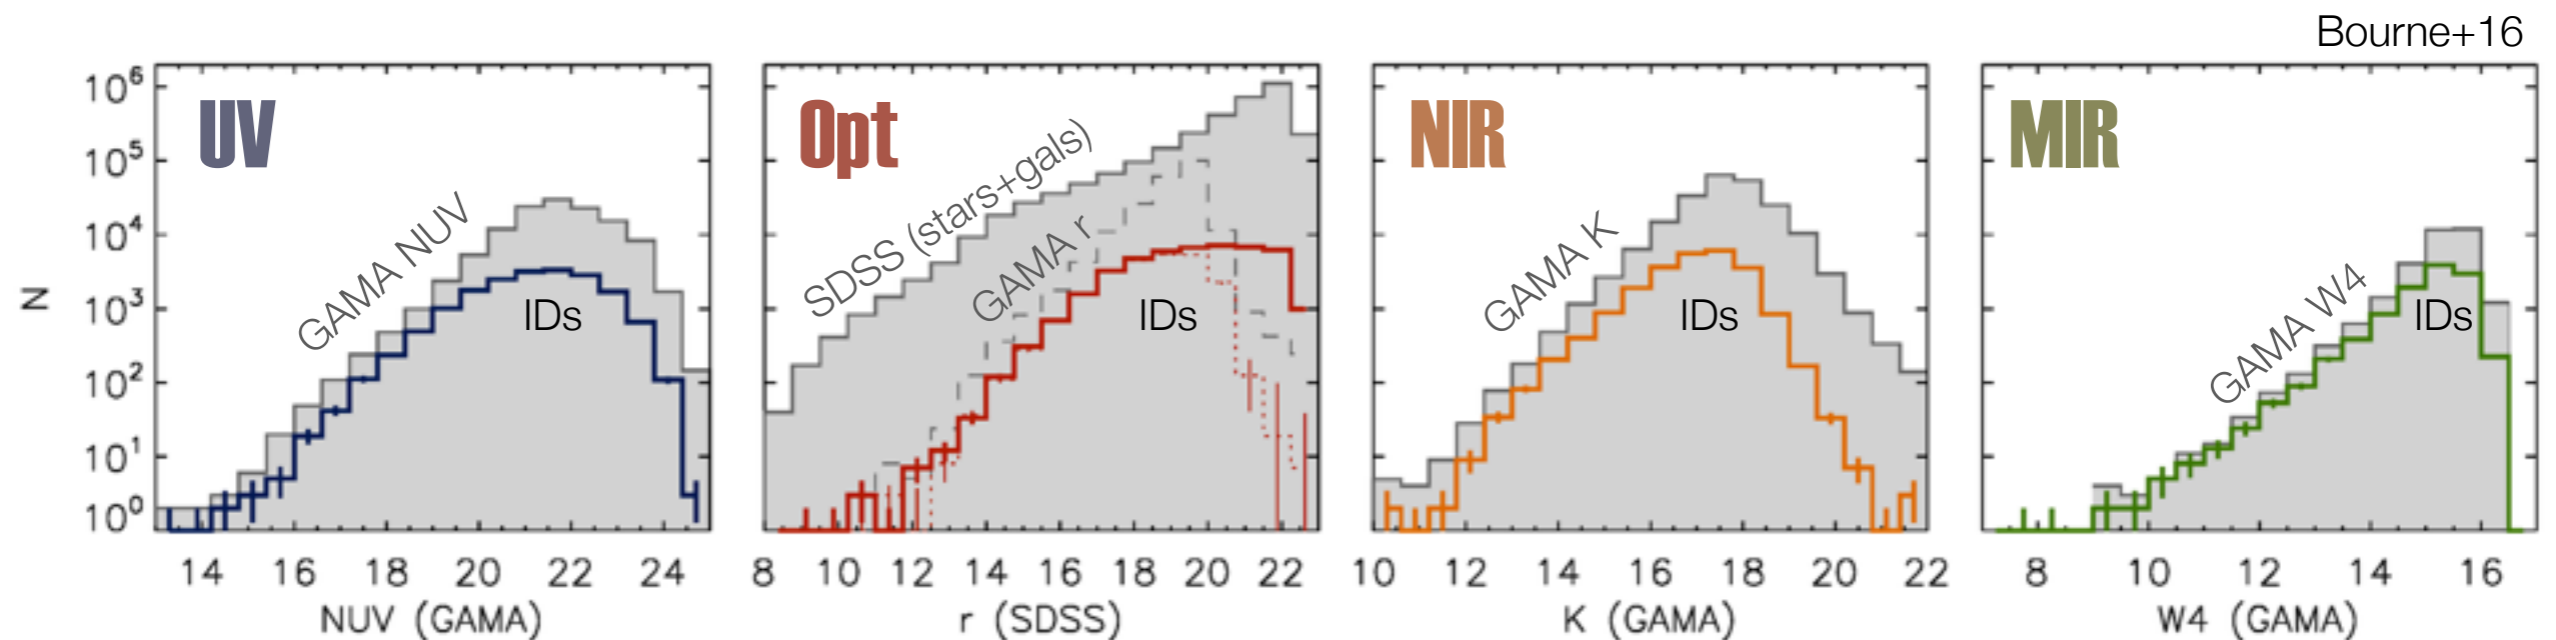 Bourne+16
UV
Opt
NIR
MIR
GAMA NUV
IDs
SDSS (stars+gals)
GAMA r
IDs
GAMA K
IDs
GAMA W4
IDs
N
10⁶
10⁵
10⁴
10³
10²
10¹
10⁰
14 16 18 20 22 24
8 10 12 14 16 18 20 22
10 12 14 16 18 20 22
8 10 12 14 16
NUV (GAMA)
r (SDSS)
K (GAMA)
W4 (GAMA)